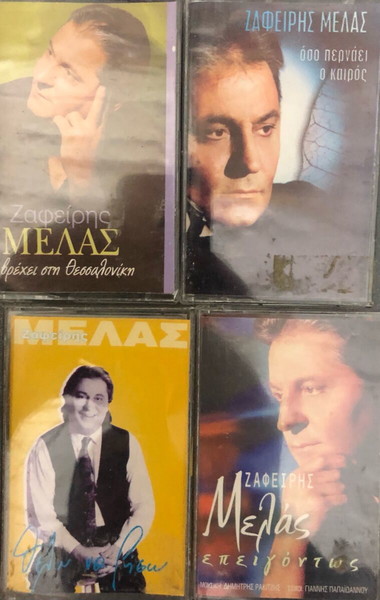 Ζαφείρης
ΜΕΛΑΣ
βρέχει στη Θεσσαλονίκη
ΖΑΦΕΙΡΗΣ ΜΕΛΑΣ
όσο περνάει
ο καιρός
ΜΕΛΑΣ
Ζαφείρης
ΖΑΦΕΙΡΗΣ
Μελάς
επειγόντως
ΜΟΥΣΙΚΗ ΔΗΜΗΤΡΗΣ ΣΤΙΧΟΙ ΓΙΑΝΝΗΣ ΠΑΠΑΪΩΑΝΝΟΥ